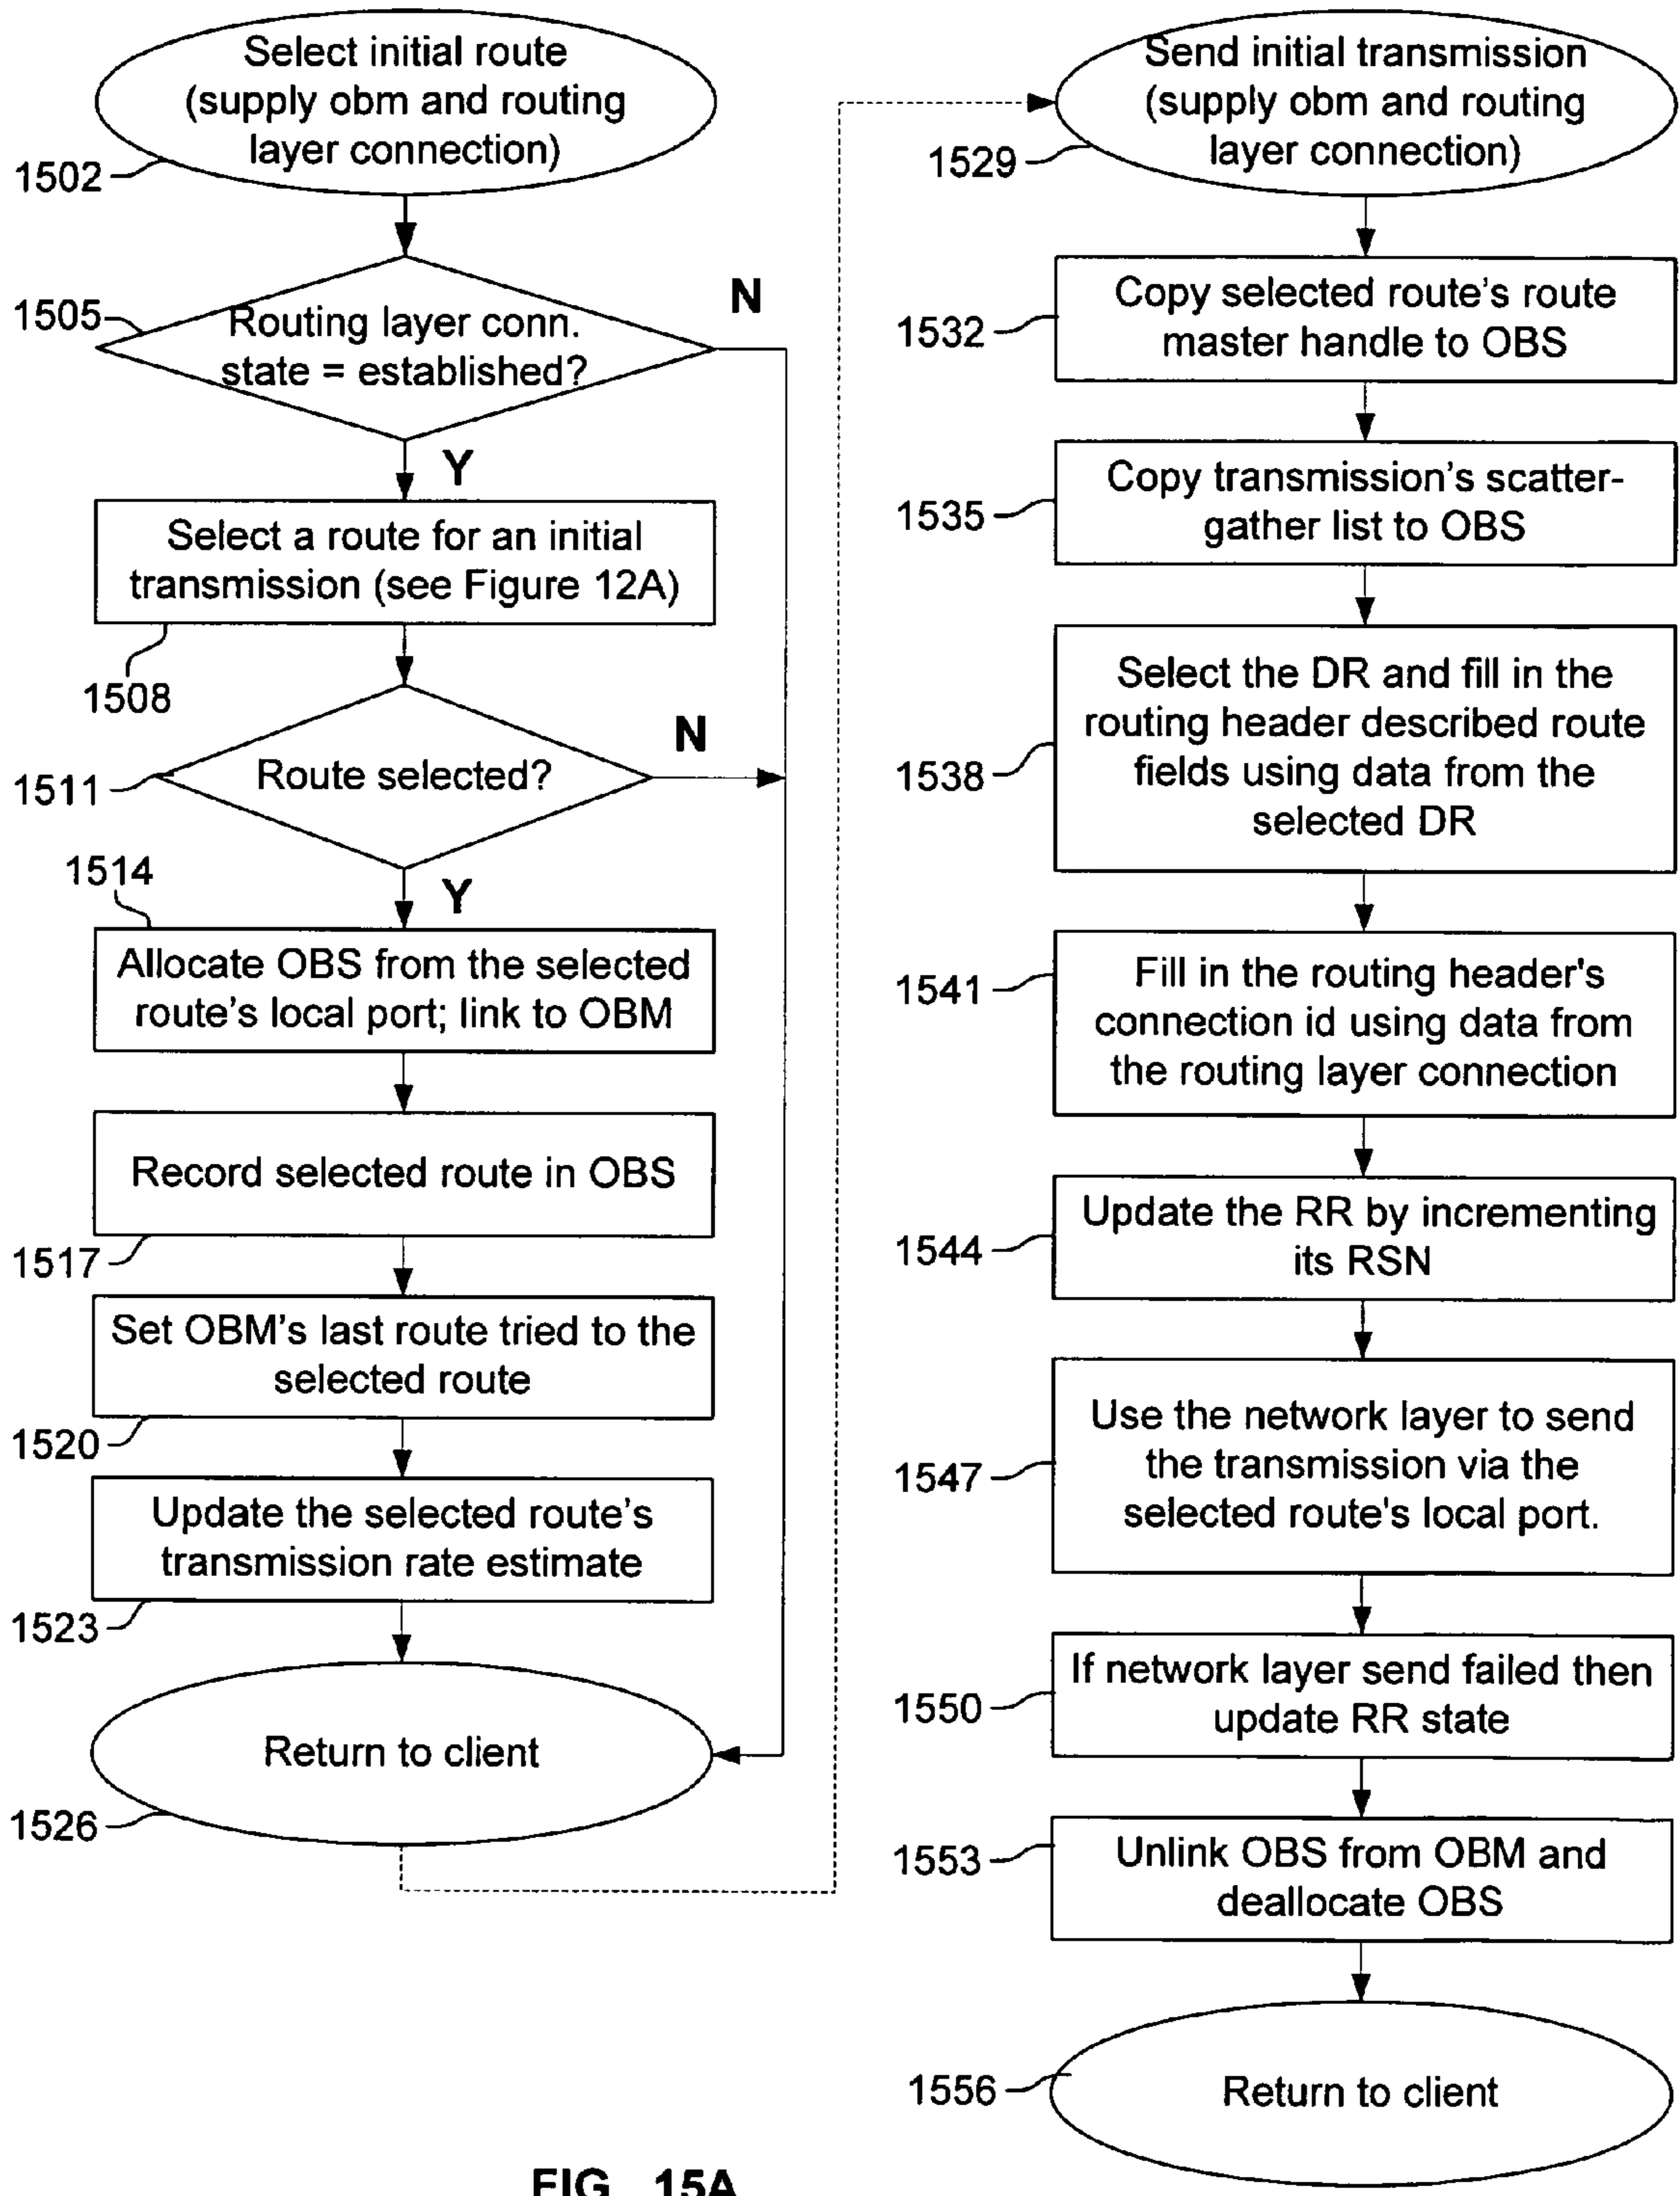 Select initial route
(supply obm and routing
layer connection)
1502
1505
Routing layer conn.
state = established?
N
Y
Select a route for an initial
transmission (see Figure 12A)
1508
Route selected?
1511
N
1514
Y
Allocate OBS from the selected
route's local port; link to OBM
Record selected route in OBS
1517
Set OBM's last route tried to the
selected route
1520
Update the selected route's
transmission rate estimate
1523
Return to client
1526
Send initial transmission
(supply obm and routing
layer connection)
1529
Copy selected route's route
master handle to OBS
1532
Copy transmission's scatter-
gather list to OBS
1535
Select the DR and fill in the
routing header described route
fields using data from the
selected DR
1538
Fill in the routing header's
connection id using data from
the routing layer connection
1541
Update the RR by incrementing
its RSN
1544
Use the network layer to send
the transmission via the
selected route's local port.
1547
If network layer send failed then
update RR state
1550
Unlink OBS from OBM and
deallocate OBS
1553
Return to client
1556
FIG. 15A